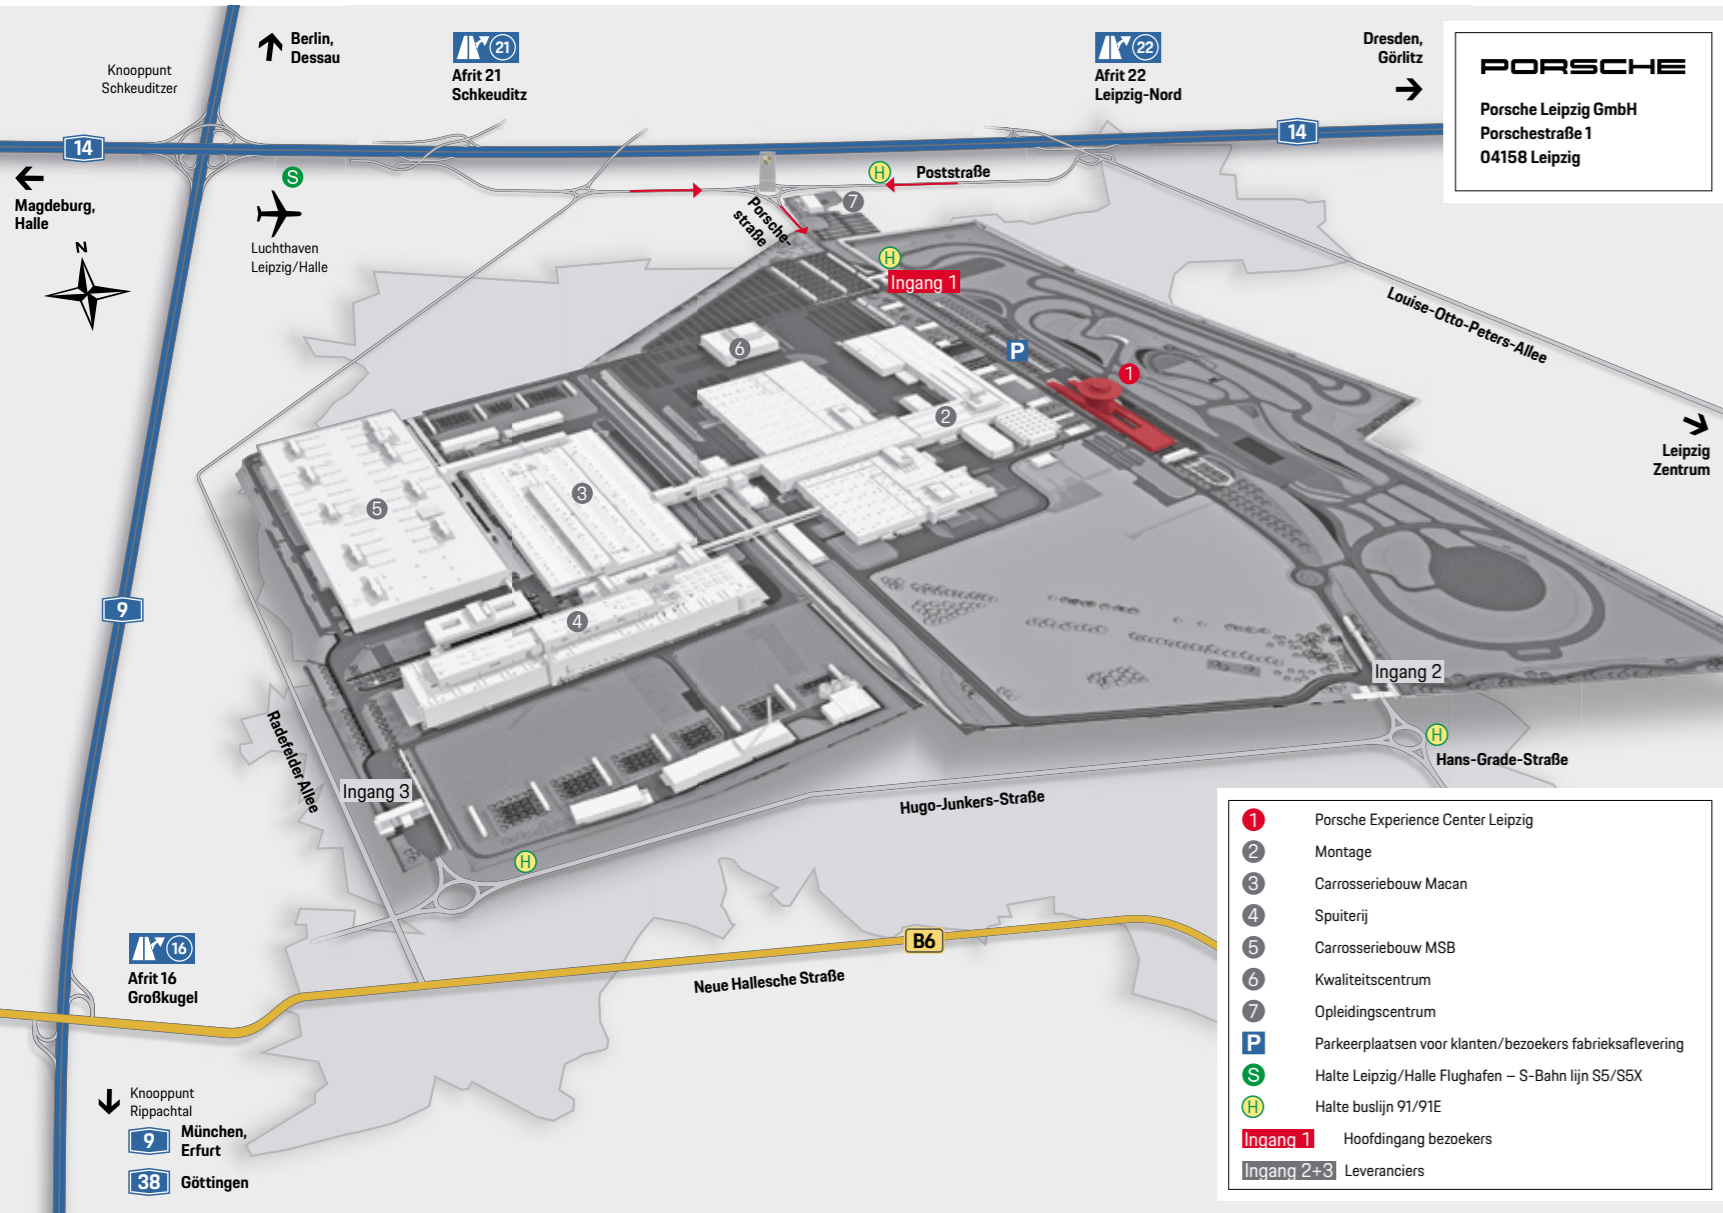 Berlin,
Dessau
21
Afrit 21
Schkeuditz
22
Afrit 22
Leipzig-Nord
Dresden,
Görlitz
PORSCHE
Porsche Leipzig GmbH
Porschestraße 1
04158 Leipzig
Knooppunt
Schkeuditzer
14
14
Magdeburg,
Halle
N
S
Luchthaven
Leipzig/Halle
H
Poststraße
Porsche-
straße
7
H
Ingang 1
Louise-Otto-Peters-Allee
Leipzig
Zentrum
P
1
6
2
3
5
4
9
Radefelder Allee
Ingang 2
H
Hans-Grade-Straße
Ingang 3
Hugo-Junkers-Straße
H
B6
Neue Hallesche Straße
16
Afrit 16
Großkugel
Knooppunt
Rippachtal
9 München,
Erfurt
38 Göttingen
1 Porsche Experience Center Leipzig
2 Montage
3 Carrosseriebouw Macan
4 Spuiterij
5 Carrosseriebouw MSB
6 Kwaliteitscentrum
7 Opleidingscentrum
P Parkeerplaatsen voor klanten/bezoekers fabrieksaflevering
S Halte Leipzig/Halle Flughafen – S-Bahn lijn S5/S5X
H Halte buslijn 91/91E
Ingang 1 Hoofdingang bezoekers
Ingang 2+3 Leveranciers